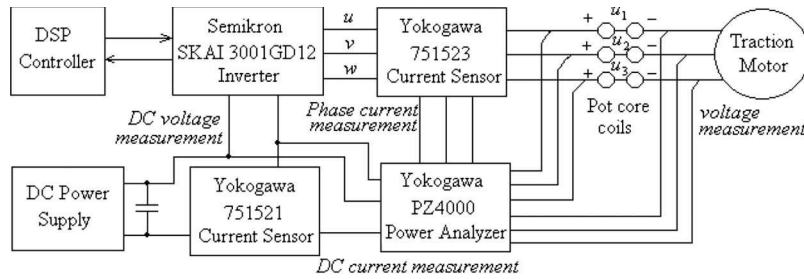 DSP
Controller
Semikron
SKAI 3001GD12
Inverter
u
v
w
Yokogawa
751523
Current Sensor
+ u1 −
+ u2 −
+ u3 −
Pot core
coils
Traction
Motor
voltage
measurement
DC voltage
measurement
Phase current
measurement
DC Power
Supply
Yokogawa
751521
Current Sensor
Yokogawa
PZ4000
Power Analyzer
DC current measurement